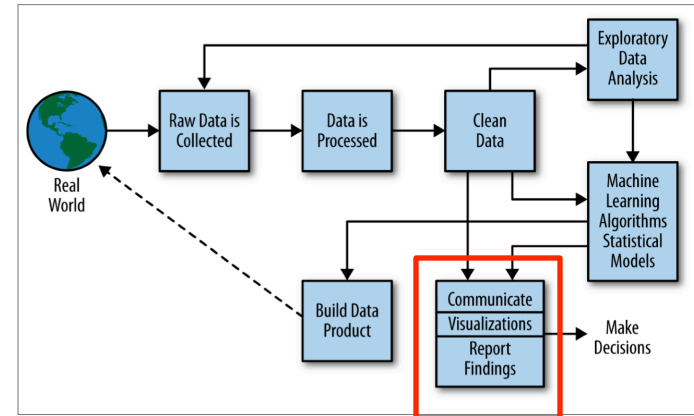 Exploratory
Data
Analysis
Raw Data is
Collected
Data is
Processed
Clean
Data
Real
World
Machine
Learning
Algorithms
Statistical
Models
Build Data
Product
Communicate
Visualizations
Report
Findings
Make
Decisions